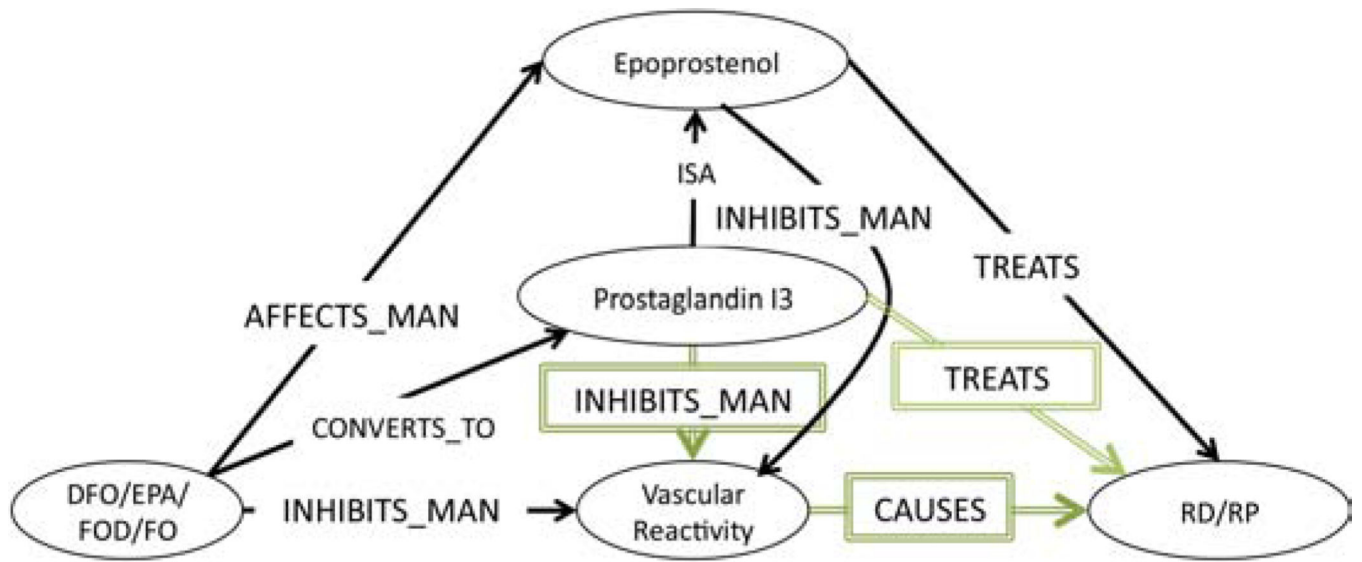 Epoprostenol
ISA
INHIBITS_MAN
TREATS
Prostaglandin I3
AFFECTS_MAN
TREATS
INHIBITS_MAN
CONVERTS_TO
DFO/EPA/
FOD/FO
INHIBITS_MAN
Vascular
Reactivity
CAUSES
RD/RP